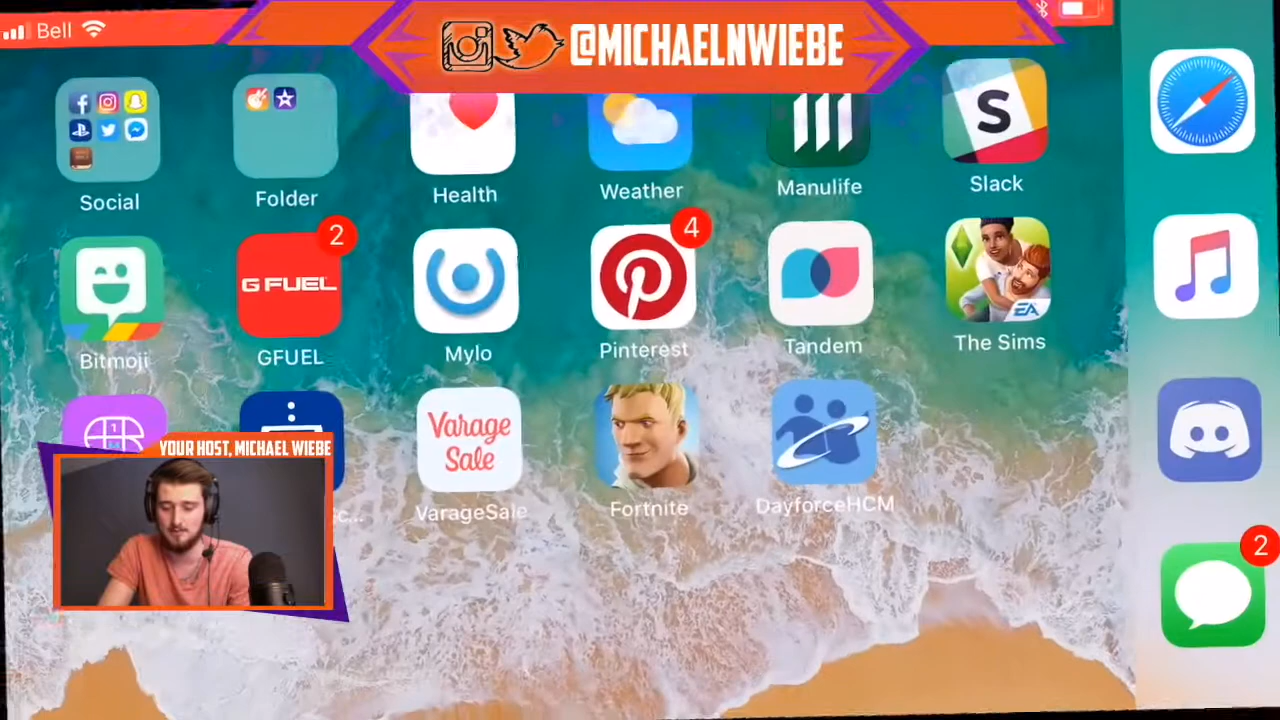 Bell
@MICHAELNWIEBE
Social
Folder
Health
Weather
Manulife
S
Slack
2
G FUEL
4
EA
Bitmoji
GFUEL
Mylo
Pinterest
Tandem
The Sims
Varage
Sale
YOUR HOST, MICHAEL WIEBE
VarageSale
Fortnite
DayforceHCM
2